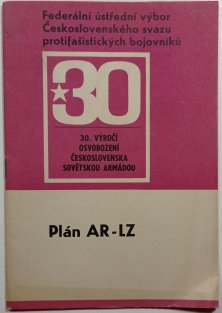 Federální ústřední výbor
Československého svazu
protifašistických bojovníků
30
30. VÝROČÍ
OSVOBOZENÍ
ČESKOSLOVENSKA
SOVĚTSKOU ARMÁDOU
Plán AR-LZ